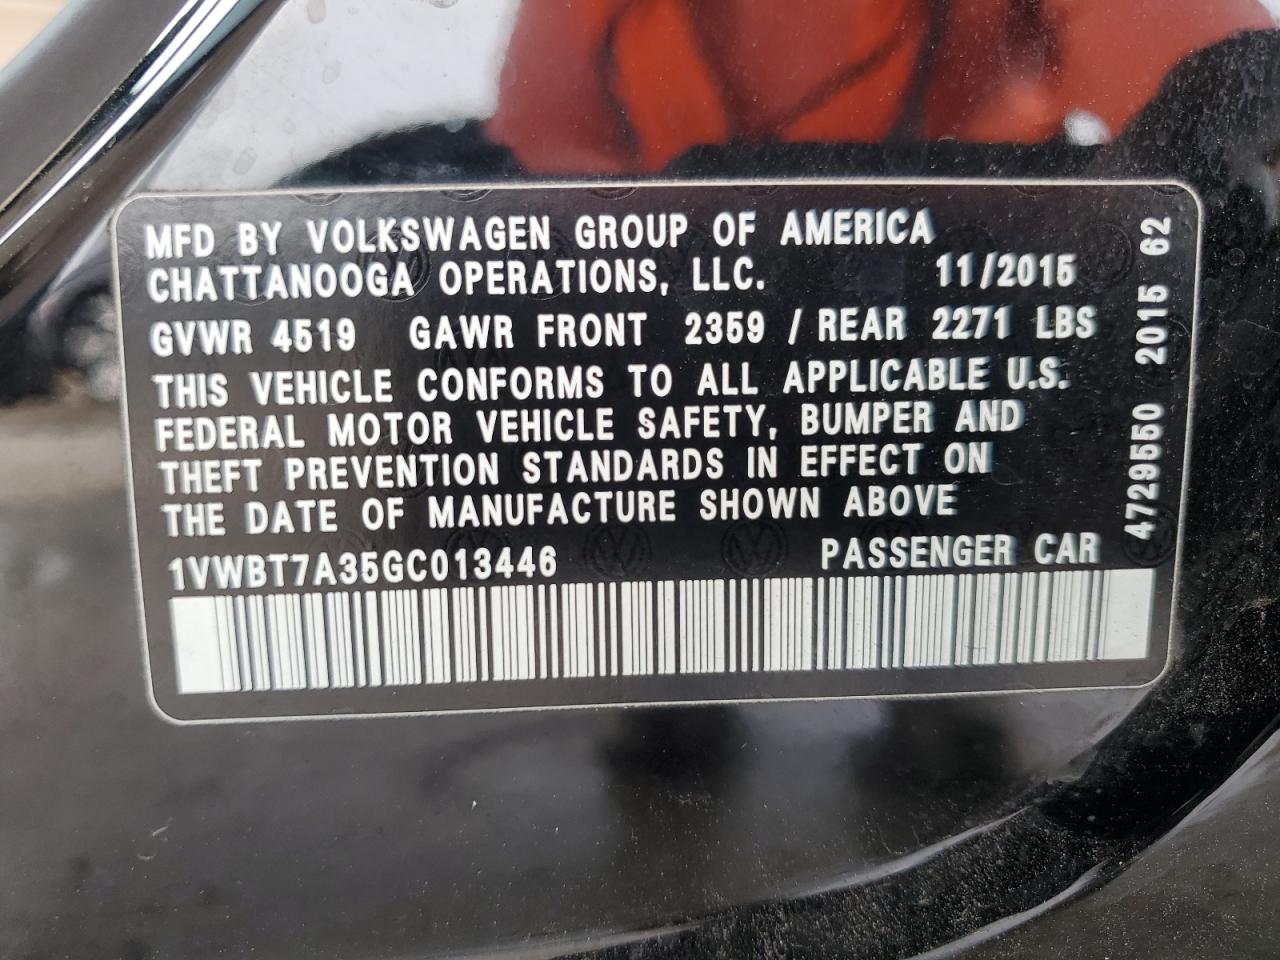 MFD BY VOLKSWAGEN GROUP OF AMERICA
CHATTANOOGA OPERATIONS, LLC. 11/2015
GVWR 4519 GAWR FRONT 2359 / REAR 2271 LBS
THIS VEHICLE CONFORMS TO ALL APPLICABLE U.S.
FEDERAL MOTOR VEHICLE SAFETY, BUMPER AND
THEFT PREVENTION STANDARDS IN EFFECT ON
THE DATE OF MANUFACTURE SHOWN ABOVE
1VWBT7A35GC013446 PASSENGER CAR
4729550 2015 62